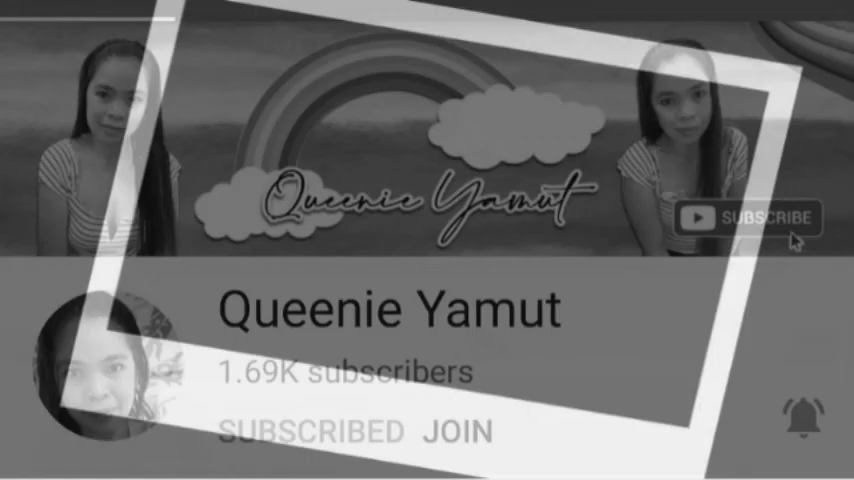 Queenie Yamut
SUBSCRIBE
Queenie Yamut
1.69K subscribers
SUBSCRIBED JOIN